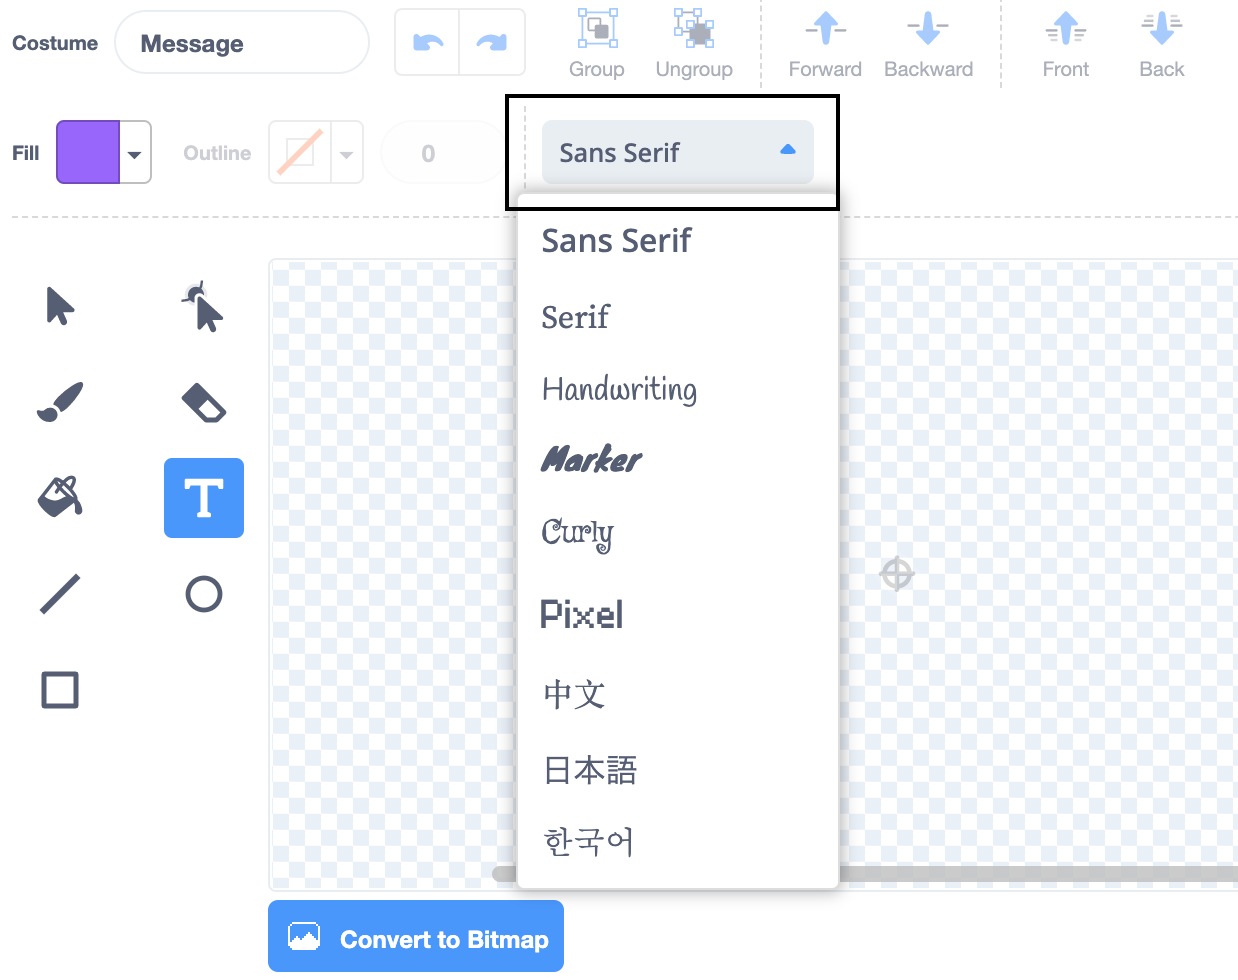 Costume
Message
Group
Ungroup
Forward
Backward
Front
Back
Fill
Outline
0
Sans Serif
Sans Serif
Serif
Handwriting
Marker
Curly
Pixel
中文
日本語
한국어
T
Convert to Bitmap